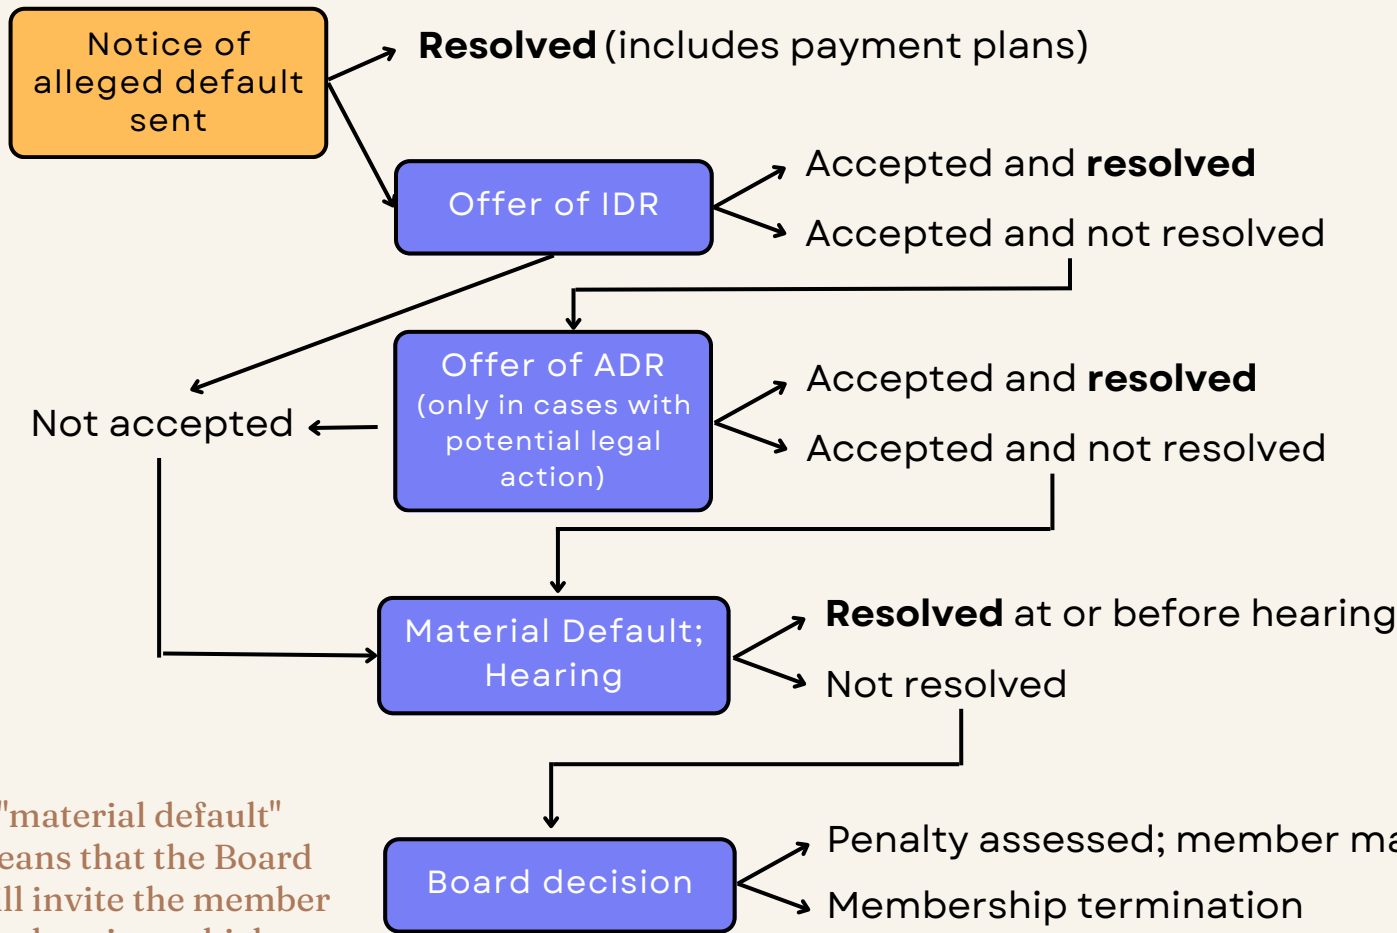 Notice of
alleged default
sent
Resolved (includes payment plans)
Offer of IDR
Accepted and resolved
Accepted and not resolved
Offer of ADR
(only in cases with
potential legal
action)
Accepted and resolved
Accepted and not resolved
Not accepted
Material Default;
Hearing
Resolved at or before hearing
Not resolved
"material default"
that the Board
invite the member
Board decision
Penalty assessed; member
Membership termination